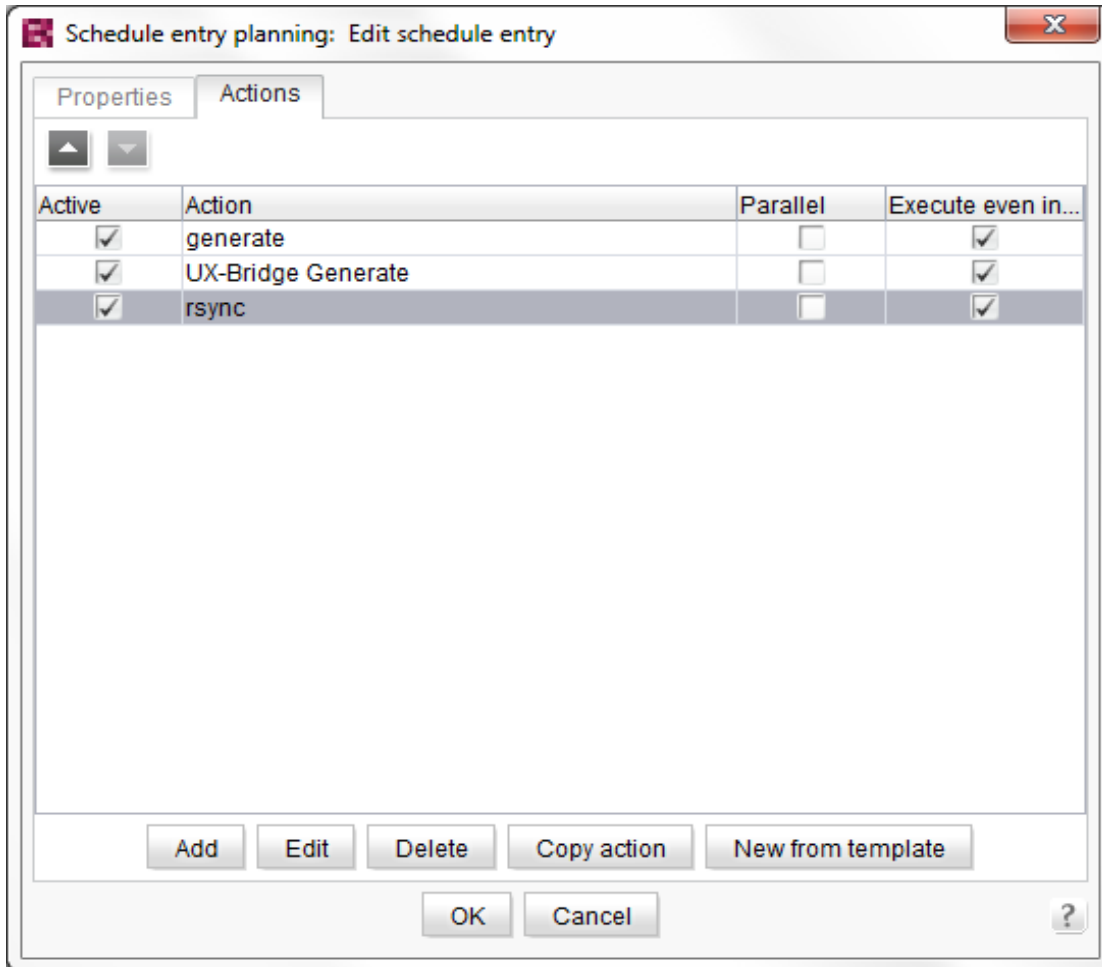 Schedule entry planning: Edit schedule entry
Properties Actions
Active Action Parallel Execute even in...
generate
UX-Bridge Generate
rsync
Add Edit Delete Copy action New from template
OK Cancel ?